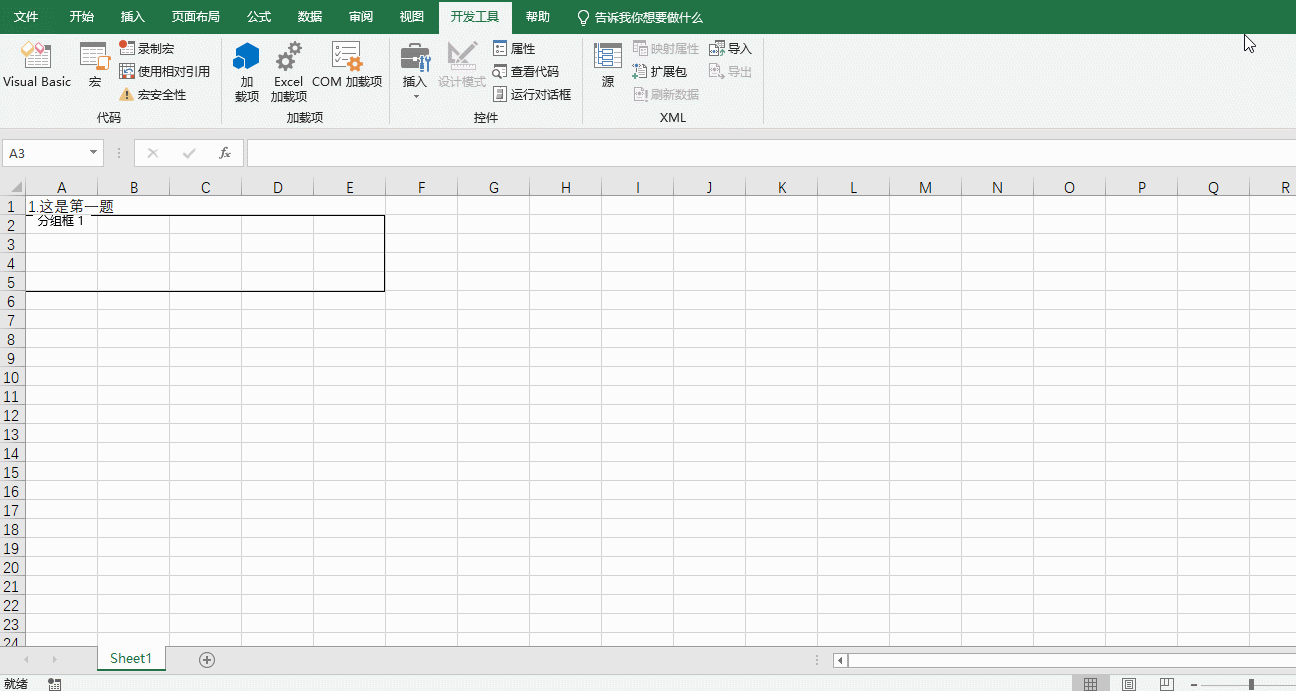 文件 开始 插入 页面布局 公式 数据 审阅 视图 开发工具 帮助 告诉我你想要做什么
Visual Basic 宏 录制宏 使用相对引用 宏安全性
代码
加载项 Excel 加载项 COM 加载项
加载项
插入 设计模式 属性 查看代码 运行对话框
控件
源 映射属性 扩展包 刷新数据 导入 导出
XML
A3 fx
A B C D E F G H I J K L M N O P Q R
1 1.这是第一题
2 分组框 1
3
4
5
6
7
8
9
10
11
12
13
14
15
16
17
18
19
20
21
22
23
24
Sheet1
就绪